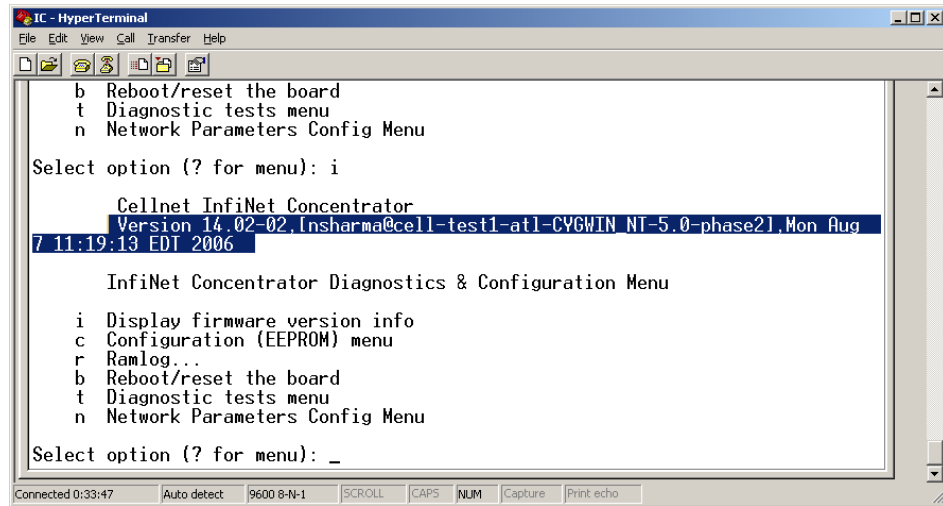 IC - HyperTerminal
File Edit View Call Transfer Help
b Reboot/reset the board
t Diagnostic tests menu
n Network Parameters Config Menu
Select option (? for menu): i
Cellnet InfiNet Concentrator
Version 14.02-02,[nsharma@cell-test1-atl-CYGWIN_NT-5.0-phase2],Mon Aug
7 11:19:13 EDT 2006
InfiNet Concentrator Diagnostics & Configuration Menu
i Display firmware version info
c Configuration (EEPROM) menu
r Ramlog...
b Reboot/reset the board
t Diagnostic tests menu
n Network Parameters Config Menu
Select option (? for menu): _
Connected 0:33:47 Auto detect 9600 8-N-1 SCROLL CAPS NUM Capture Print echo